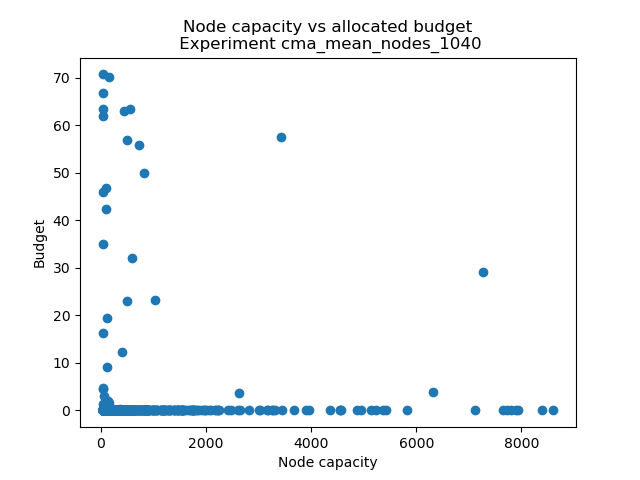 Node capacity vs allocated budget
Experiment cma_mean_nodes_1040
70
60
50
40
30
20
10
0
Budget
0 2000 4000 6000 8000
Node capacity